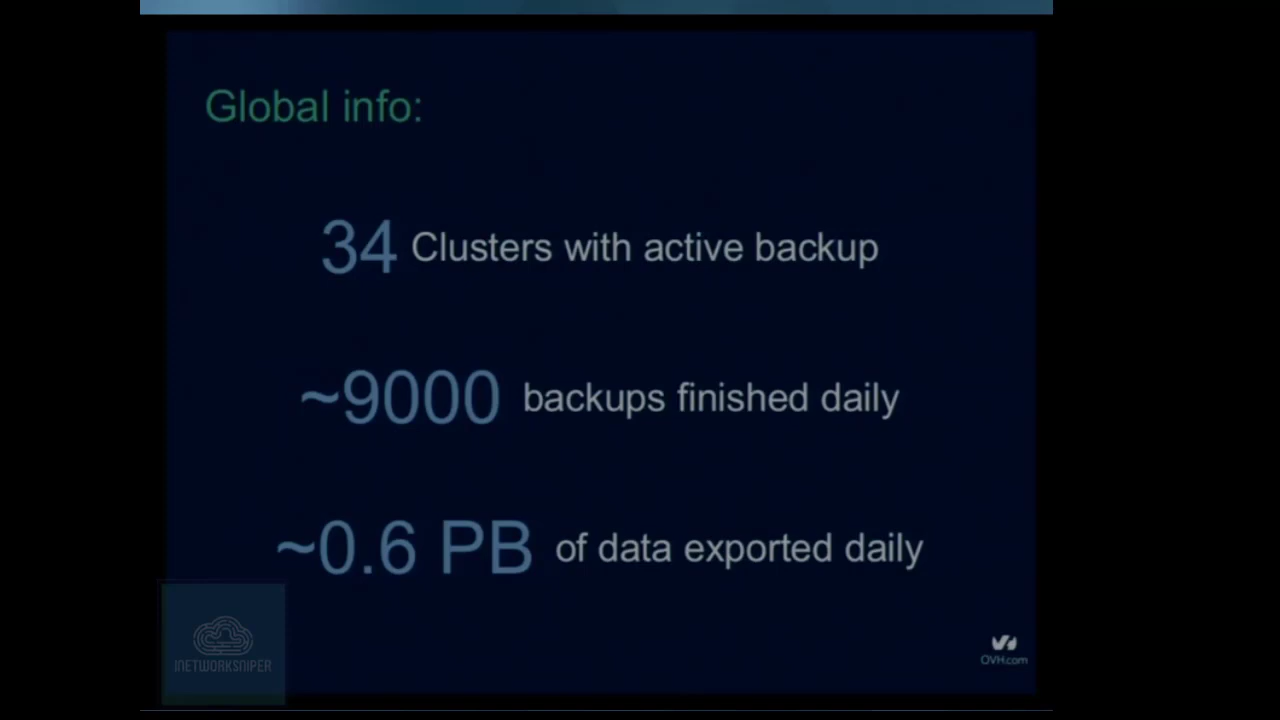 Global info:
34 Clusters with active backup
~9000 backups finished daily
~0.6 PB of data exported daily
INETWORKSNIPER
OVH.com